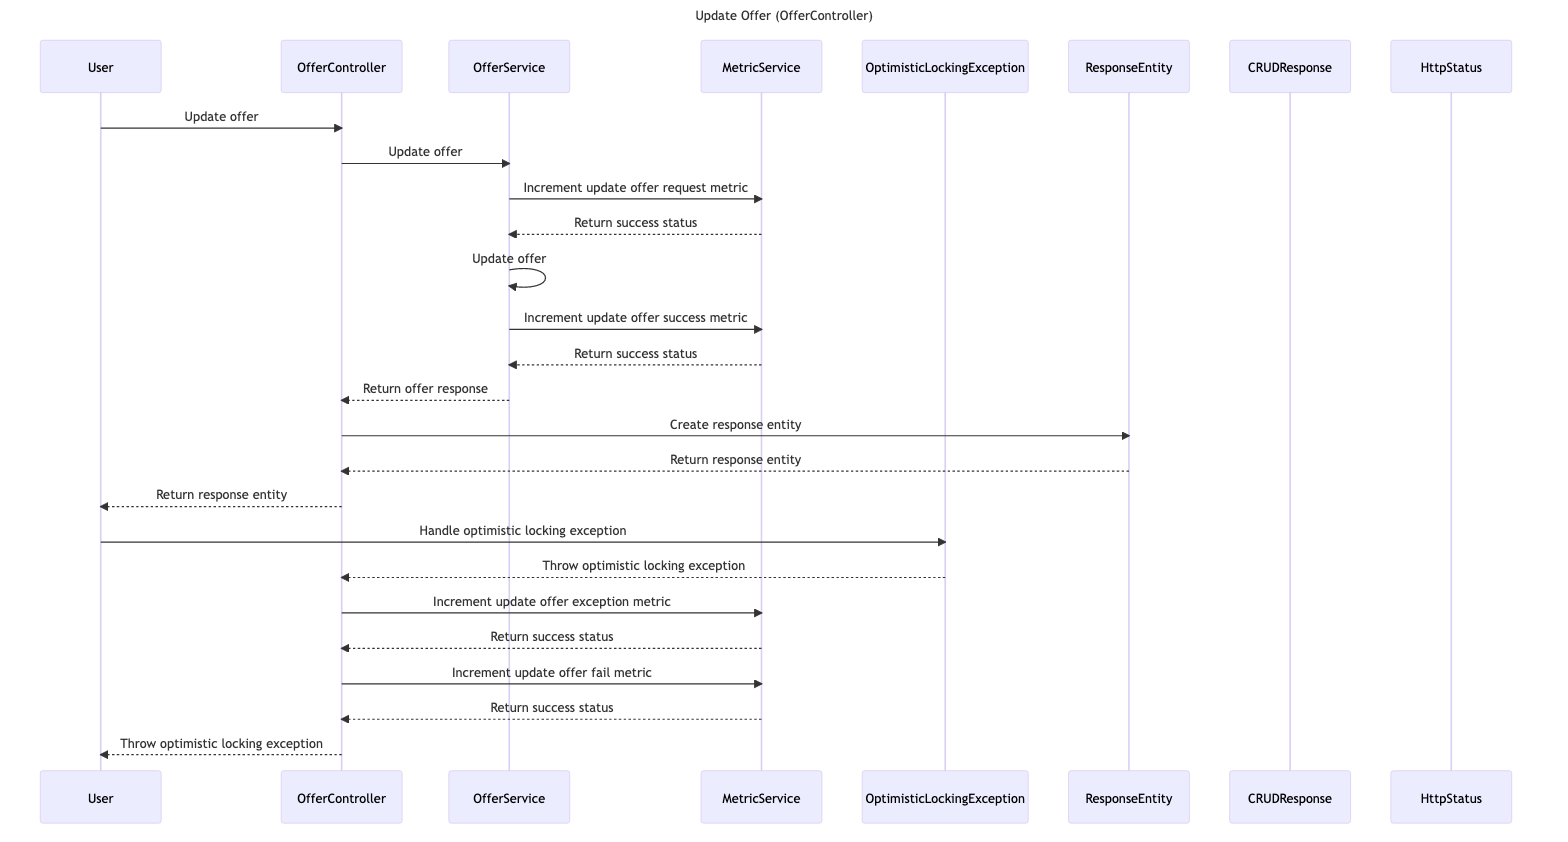 Update Offer (OfferController)
User
OfferController
OfferService
MetricService
OptimisticLockingException
ResponseEntity
CRUDResponse
HttpStatus
Update offer
Update offer
Increment update offer request metric
Return success status
Update offer
Increment update offer success metric
Return success status
Return offer response
Create response entity
Return response entity
Return response entity
Handle optimistic locking exception
Throw optimistic locking exception
Increment update offer exception metric
Return success status
Increment update offer fail metric
Return success status
Throw optimistic locking exception
User
OfferController
OfferService
MetricService
OptimisticLockingException
ResponseEntity
CRUDResponse
HttpStatus